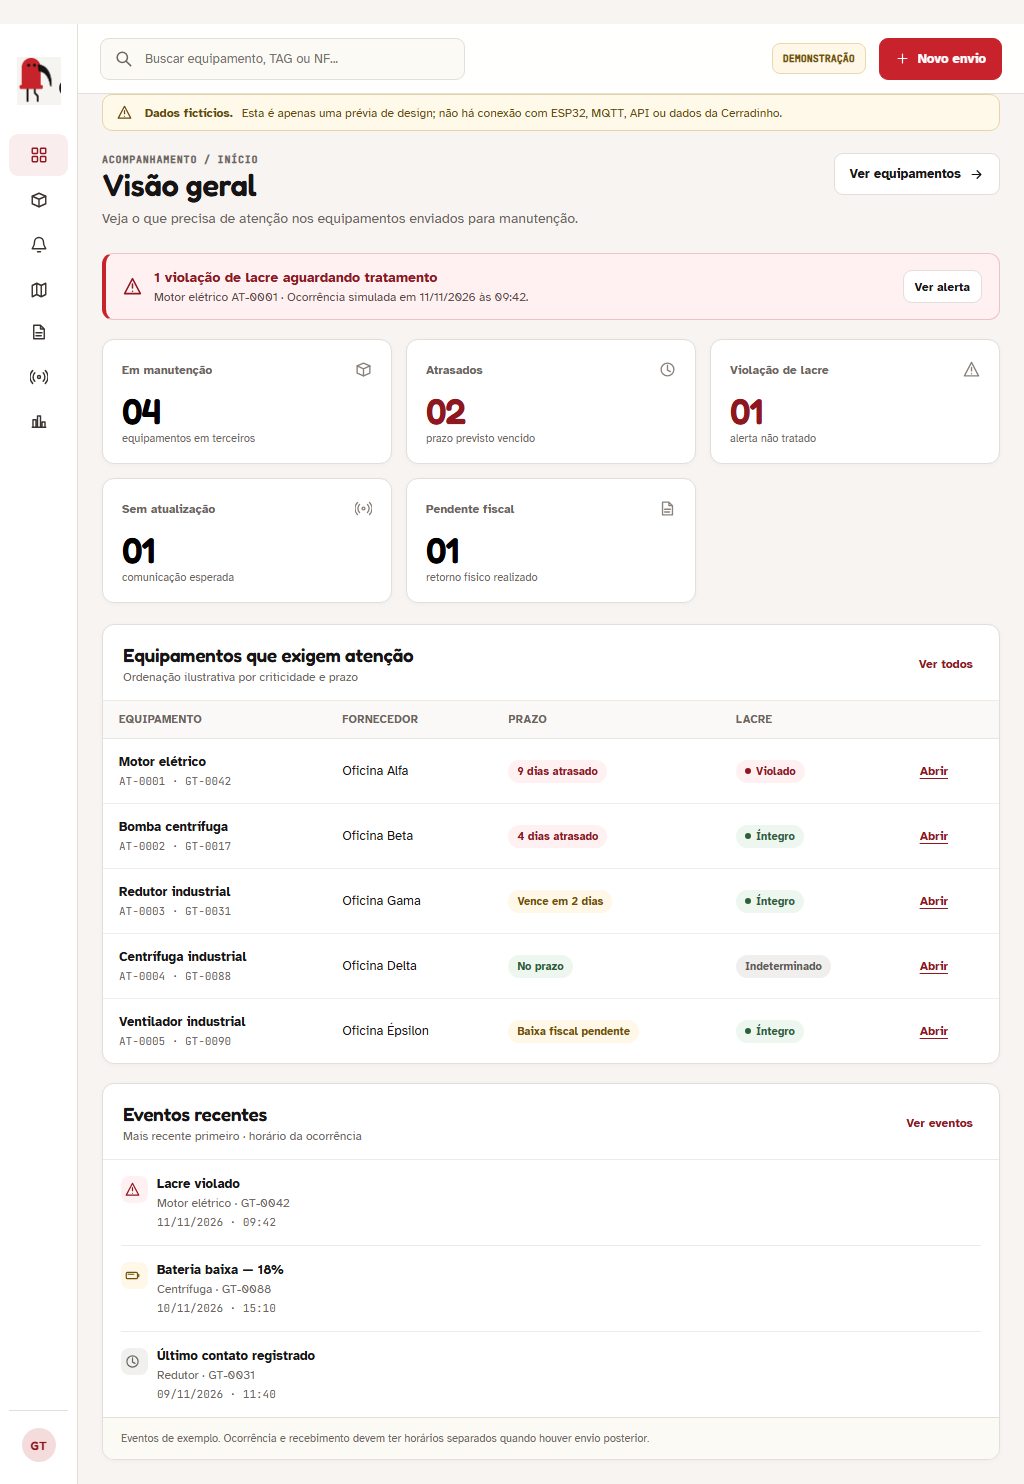 Buscar equipamento, TAG ou NF...
DEMONSTRAÇÃO
Novo envio
Dados fictícios. Esta é apenas uma prévia de design; não há conexão com ESP32, MQTT, API ou dados da Cerradinho.
ACOMPANHAMENTO / INÍCIO
Visão geral
Veja o que precisa de atenção nos equipamentos enviados para manutenção.
Ver equipamentos →
1 violação de lacre aguardando tratamento
Motor elétrico AT-0001 · Ocorrência simulada em 11/11/2026 às 09:42.
Ver alerta
Em manutenção
04
equipamentos em terceiros
Atrasados
02
prazo previsto vencido
Violação de lacre
01
alerta não tratado
Sem atualização
01
comunicação esperada
Pendente fiscal
01
retorno físico realizado
Equipamentos que exigem atenção
Ordenação ilustrativa por criticidade e prazo
Ver todos
EQUIPAMENTO FORNECEDOR PRAZO LACRE
Motor elétrico
AT-0001 · GT-0042
Oficina Alfa
9 dias atrasado
Violado
Abrir
Bomba centrífuga
AT-0002 · GT-0017
Oficina Beta
4 dias atrasado
Íntegro
Abrir
Redutor industrial
AT-0003 · GT-0031
Oficina Gama
Vence em 2 dias
Íntegro
Abrir
Centrífuga industrial
AT-0004 · GT-0088
Oficina Delta
No prazo
Indeterminado
Abrir
Ventilador industrial
AT-0005 · GT-0090
Oficina Épsilon
Baixa fiscal pendente
Íntegro
Abrir
Eventos recentes
Mais recente primeiro · horário da ocorrência
Ver eventos
Lacre violado
Motor elétrico · GT-0042
11/11/2026 · 09:42
Bateria baixa — 18%
Centrífuga · GT-0088
10/11/2026 · 15:10
Último contato registrado
Redutor · GT-0031
09/11/2026 · 11:40
Eventos de exemplo. Ocorrência e recebimento devem ter horários separados quando houver envio posterior.
GT